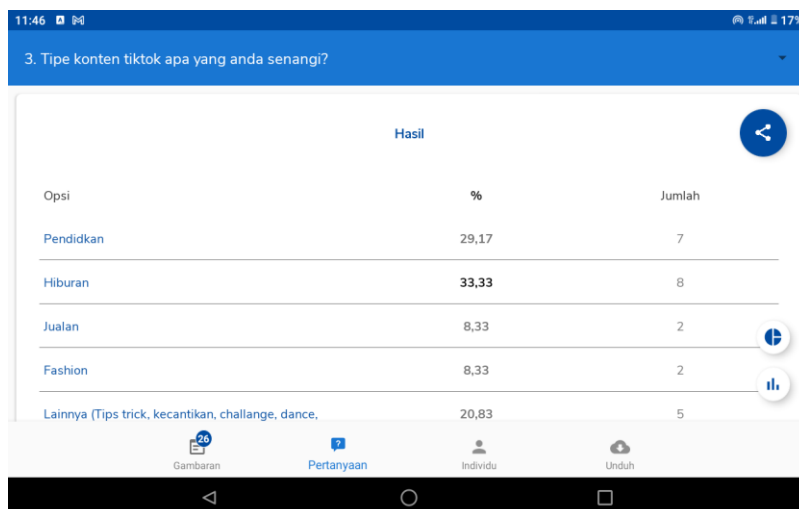 11:46
17%
3. Tipe konten tiktok apa yang anda senangi?
Hasil
Opsi % Jumlah
Pendidkan 29,17 7
Hiburan 33,33 8
Jualan 8,33 2
Fashion 8,33 2
Lainnya (Tips trick, kecantikan, challange, dance, 20,83 5
26
Gambaran Pertanyaan Individu Unduh